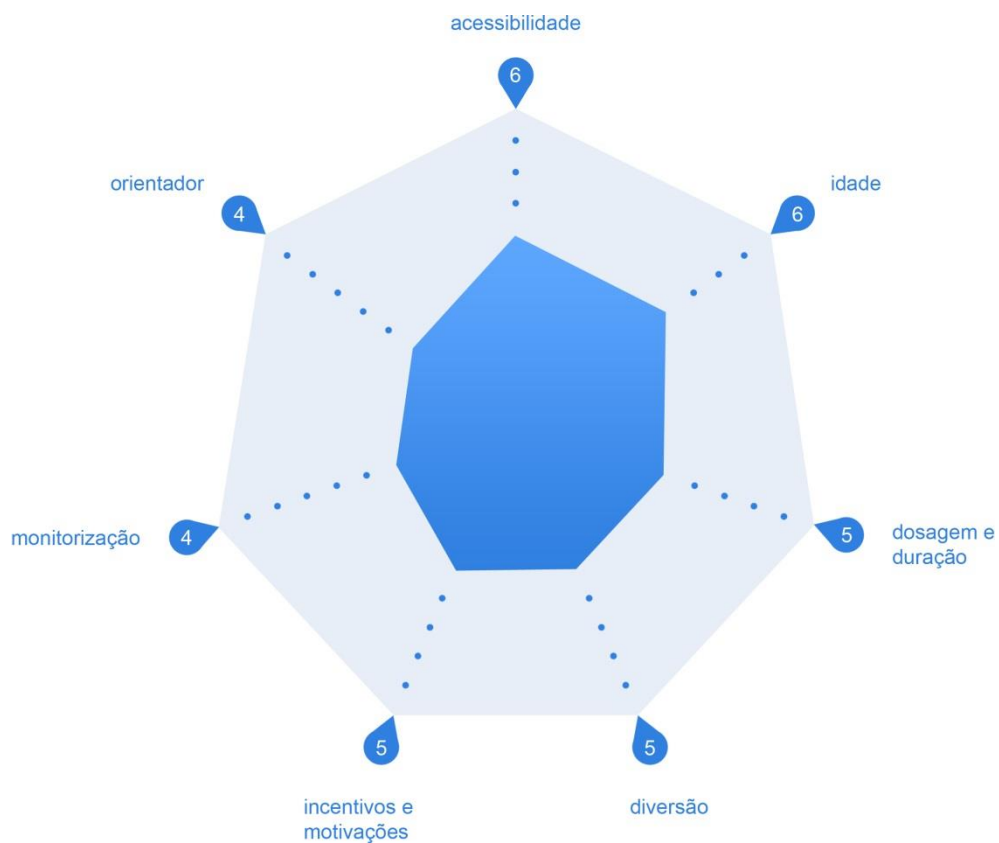 acessibilidade
6
orientador
4
idade
6
monitorização
4
dosagem e
duração
5
incentivos e
motivações
5
diversão
5